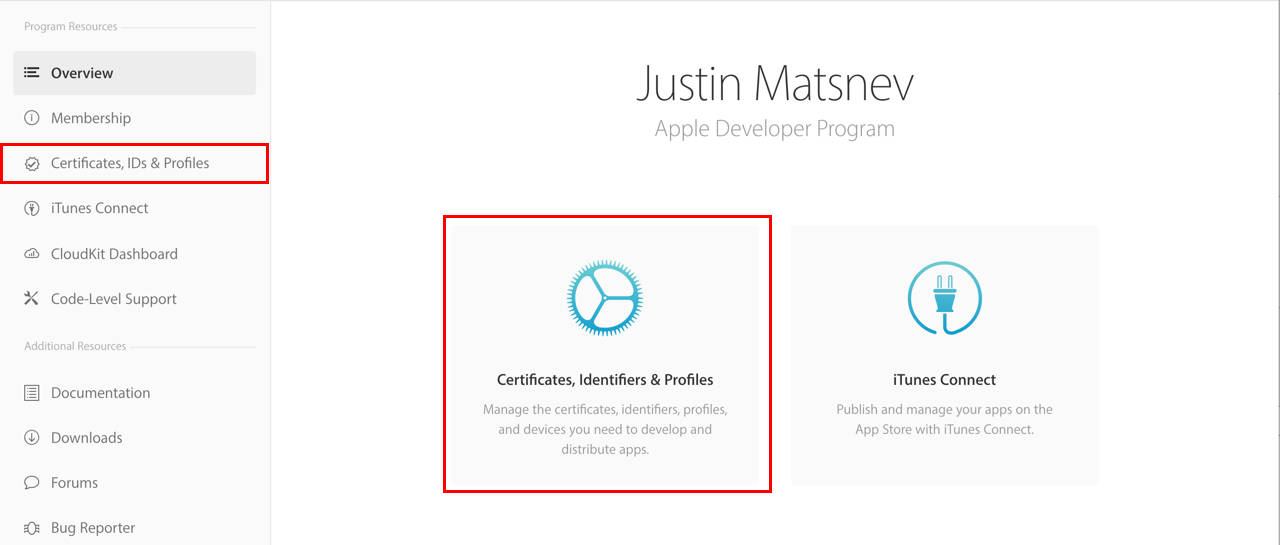 Program Resources
Overview
Membership
Certificates, IDs & Profiles
iTunes Connect
CloudKit Dashboard
Code-Level Support
Additional Resources
Documentation
Downloads
Forums
Bug Reporter
Justin Matsnev
Apple Developer Program
Certificates, Identifiers & Profiles
Manage the certificates, identifiers, profiles,
and devices you need to develop and
distribute apps.
iTunes Connect
Publish and manage your apps on the
App Store with iTunes Connect.